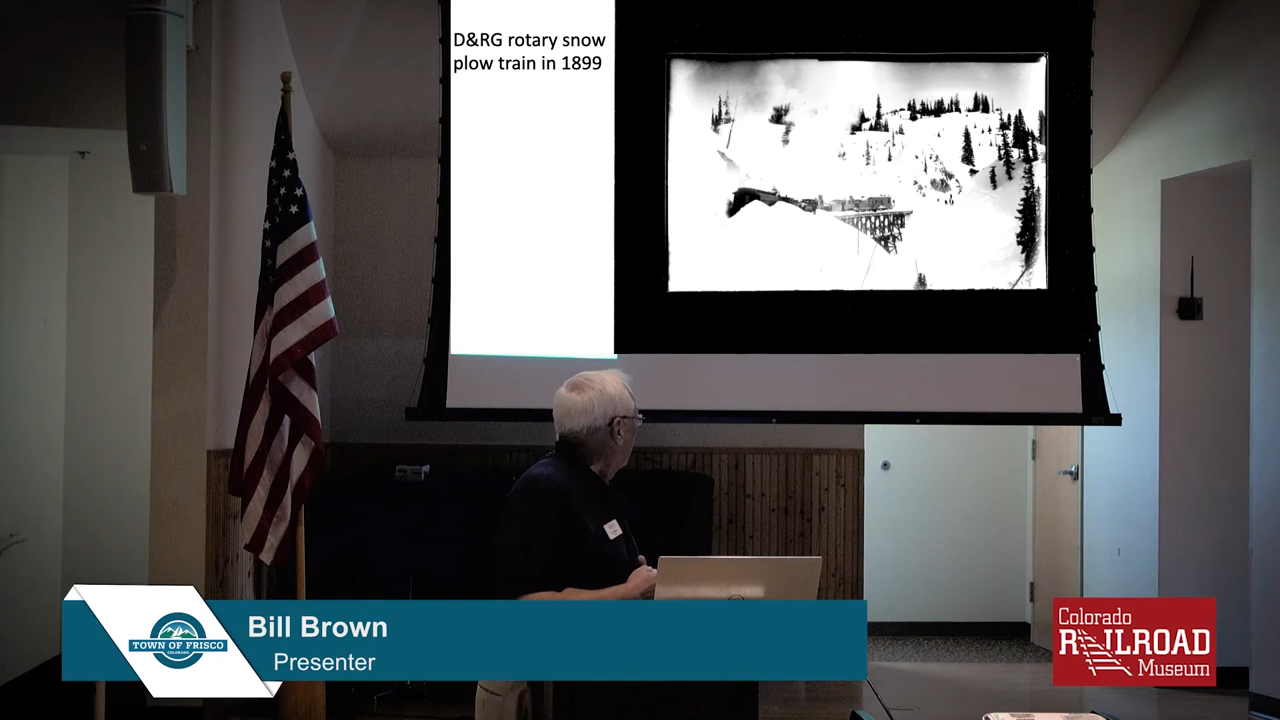 D&RG rotary snow
plow train in 1899
Bill Brown
Presenter
TOWN OF FRISCO
COLORADO
Colorado
RAILROAD
Museum